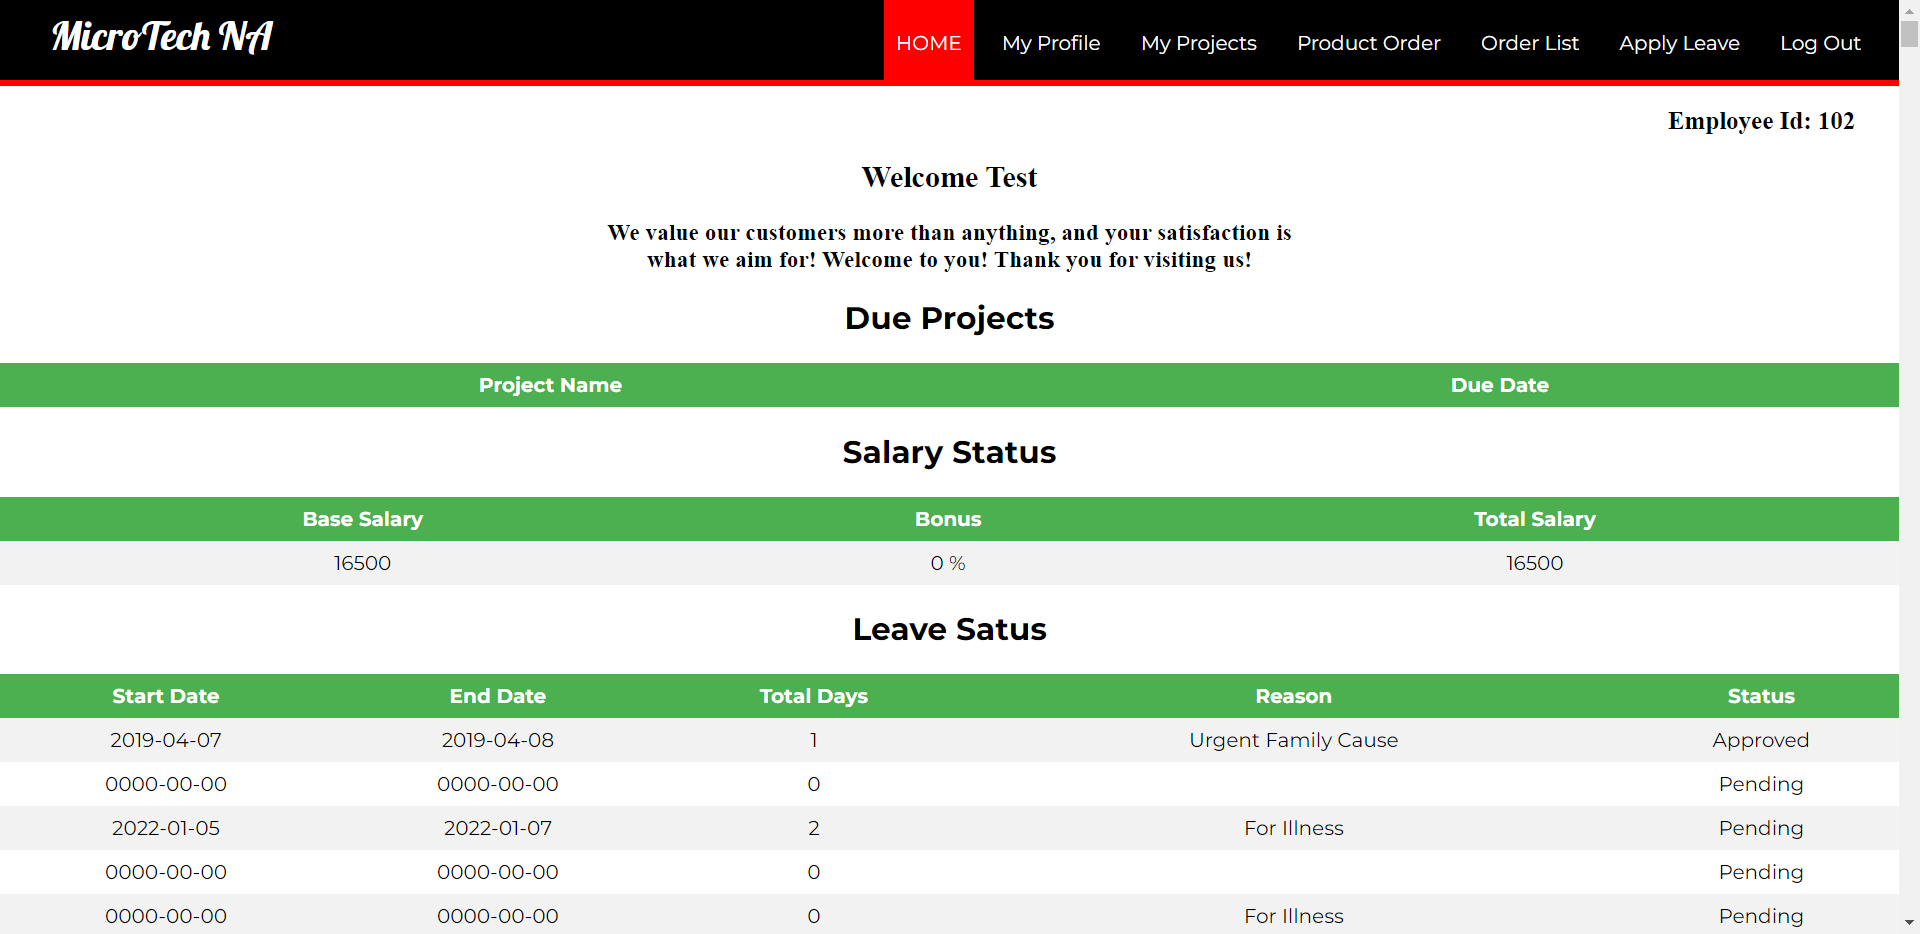 MicroTech NA
HOME My Profile My Projects Product Order Order List Apply Leave Log Out
Employee Id: 102
Welcome Test
We value our customers more than anything, and your satisfaction is
what we aim for! Welcome to you! Thank you for visiting us!
Due Projects
Project Name Due Date
Salary Status
Base Salary Bonus Total Salary
16500 0 % 16500
Leave Satus
Start Date End Date Total Days Reason Status
2019-04-07 2019-04-08 1 Urgent Family Cause Approved
0000-00-00 0000-00-00 0 Pending
2022-01-05 2022-01-07 2 For Illness Pending
0000-00-00 0000-00-00 0 Pending
0000-00-00 0000-00-00 0 For Illness Pending